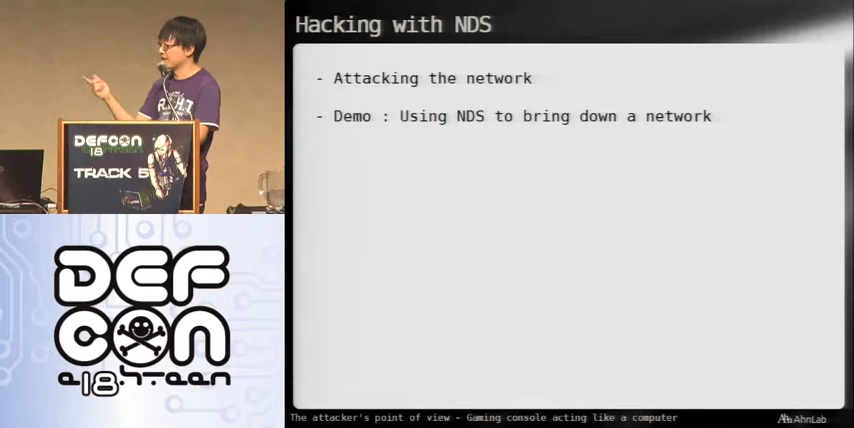 Hacking with NDS
- Attacking the network
- Demo : Using NDS to bring down a network
DEFCON
18
TRACK 5
DEF
CON
e18hteen
The attacker's point of view - Gaming console acting like a computer
AhnLab